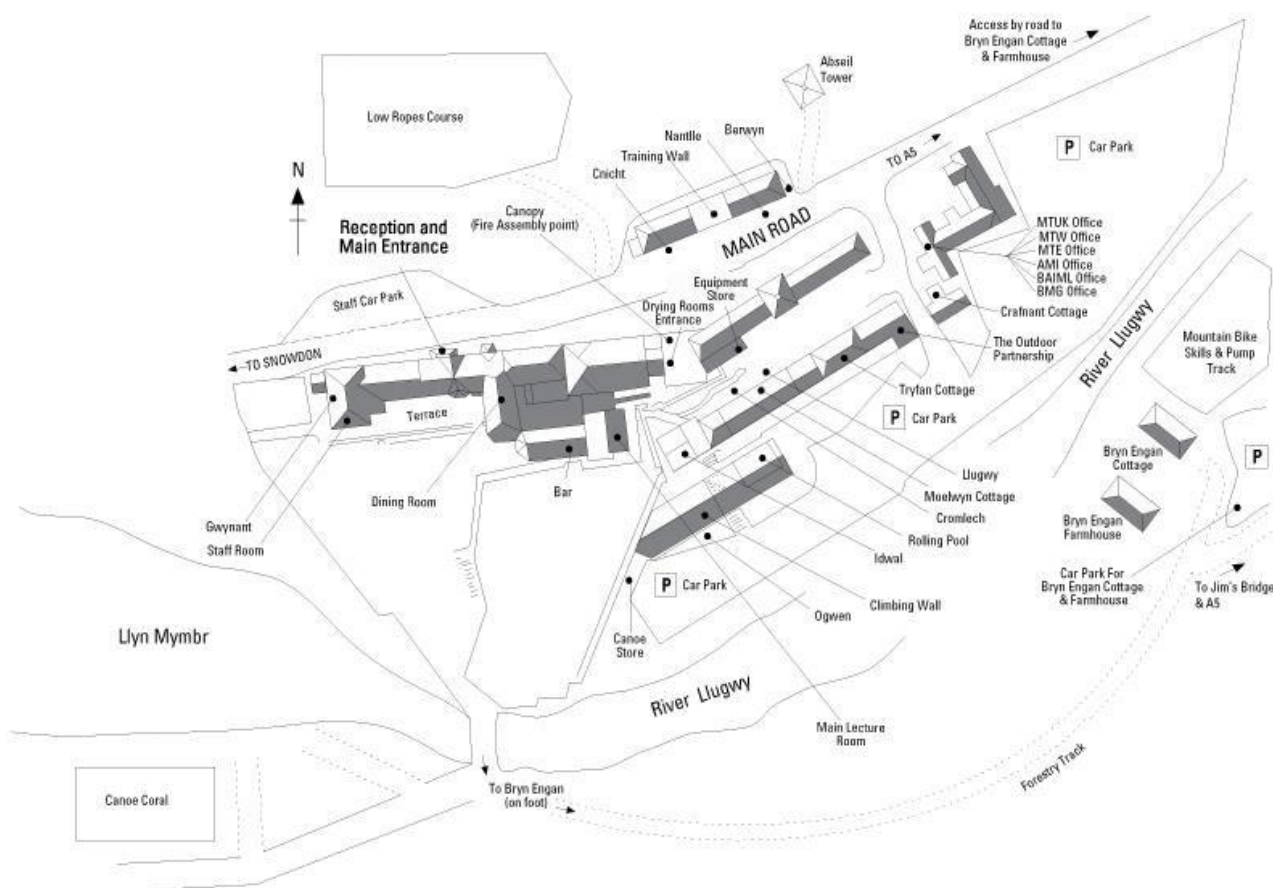 Access by road to
Bryn Engan Cottage
& Farmhouse
Abseil
Tower
Low Ropes Course
Nantlle
Berwyn
Training Wall
Cnicht
TO A5
P
Car Park
N
Canopy
(Fire Assembly point)
Reception and
Main Entrance
MAIN ROAD
MTUK Office
MTW Office
MTE Office
AMI Office
BAIML Office
BMG Office
Staff Car Park
Equipment
Store
Drying Rooms
Entrance
Crafnant Cottage
River Llugwy
Mountain Bike
Skills & Pump
Track
The Outdoor
Partnership
TO SNOWDON
Tryfan Cottage
Terrace
P
Car Park
Bryn Engan
Cottage
P
Llugwy
Moelwyn Cottage
Cromlech
Rolling Pool
Idwal
Bar
Dining Room
Gwynant
Staff Room
Bryn Engan
Farmhouse
Car Park For
Bryn Engan Cottage
& Farmhouse
To Jim's Bridge
& A5
P
Car Park
Climbing Wall
Ogwen
Canoe
Store
Llyn Mymbr
River Llugwy
Main Lecture
Room
Forestry Track
Canoe Coral
To Bryn Engan
(on foot)